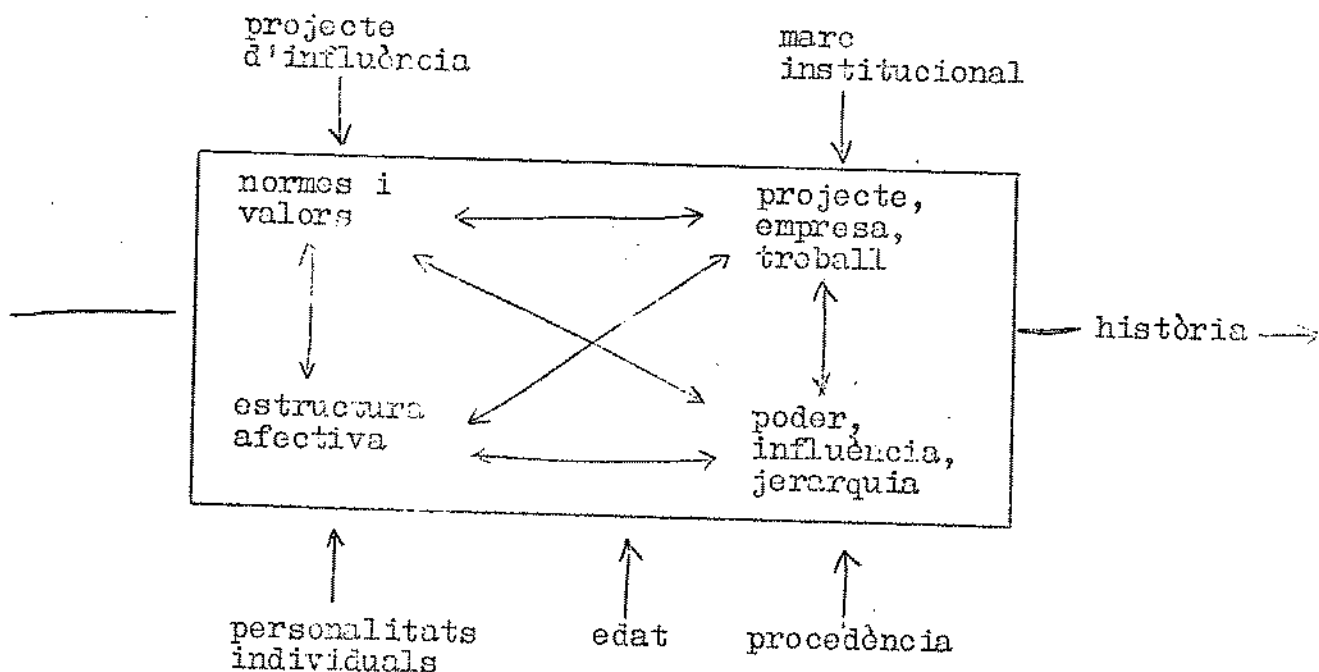 projecte
d'influència
marc
institucional
normes i
valors
projecte,
empresa,
treball
història
estructura
afectiva
poder,
influència,
jerarquia
personalitats
individuals
edat
procedència